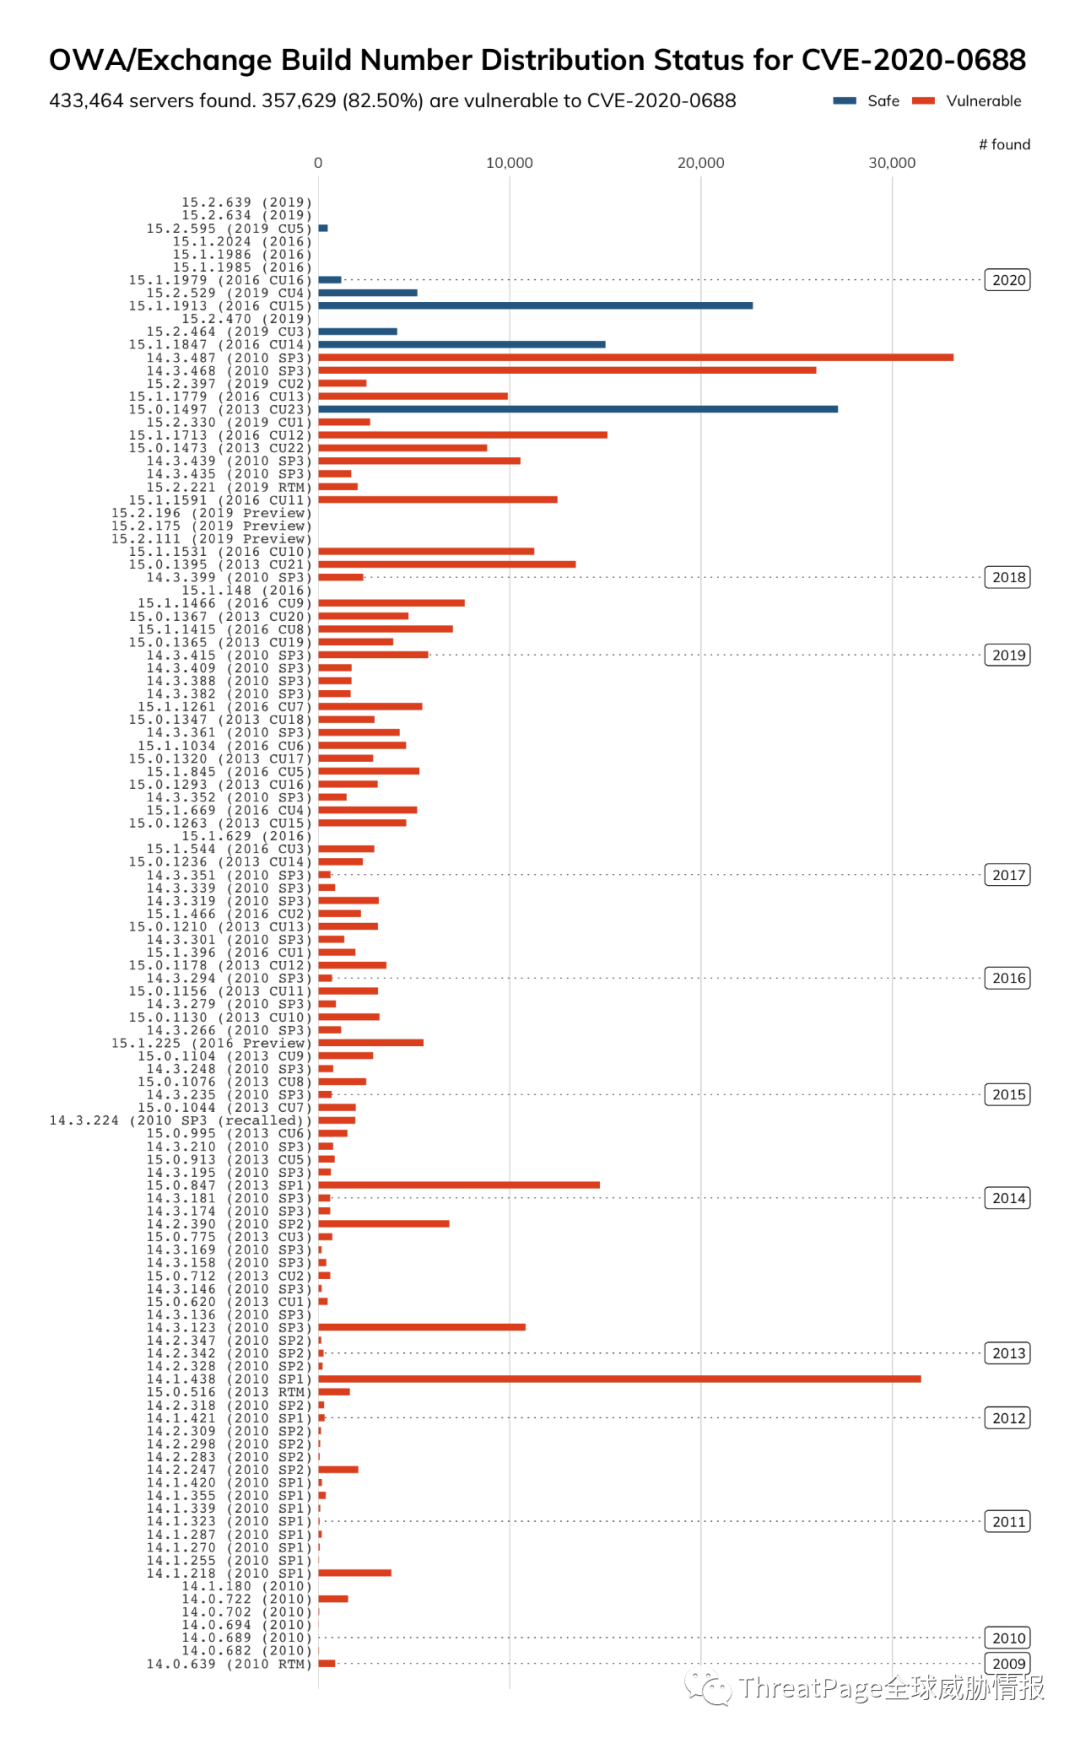 OWA/Exchange Build Number Distribution Status for CVE-2020-0688
433,464 servers found. 357,629 (82.50%) are vulnerable to CVE-2020-0688
Safe Vulnerable
# found
0 10,000 20,000 30,000
15.2.639 (2019)
15.2.634 (2019)
15.2.595 (2019 CU5)
15.1.2024 (2016)
15.1.1986 (2016)
15.1.1985 (2016)
15.1.1979 (2016 CU16) 2020
15.2.529 (2019 CU4)
15.1.1913 (2016 CU15)
15.2.470 (2019)
15.2.464 (2019 CU3)
15.1.1847 (2016 CU14)
14.3.487 (2010 SP3)
14.3.468 (2010 SP3)
15.2.397 (2019 CU2)
15.1.1779 (2016 CU13)
15.0.1497 (2013 CU23)
15.2.330 (2019 CU1)
15.1.1713 (2016 CU12)
15.0.1473 (2013 CU22)
14.3.439 (2010 SP3)
14.3.435 (2010 SP3)
15.2.221 (2019 RTM)
15.1.1591 (2016 CU11)
15.2.196 (2019 Preview)
15.2.175 (2019 Preview)
15.2.111 (2019 Preview)
15.1.1531 (2016 CU10)
15.0.1395 (2013 CU21)
14.3.399 (2010 SP3) 2018
15.1.148 (2016)
15.1.1466 (2016 CU9)
15.0.1367 (2013 CU20)
15.1.1415 (2016 CU8)
15.0.1365 (2013 CU19)
14.3.415 (2010 SP3) 2019
14.3.409 (2010 SP3)
14.3.388 (2010 SP3)
14.3.382 (2010 SP3)
15.1.1261 (2016 CU7)
15.0.1347 (2013 CU18)
14.3.361 (2010 SP3)
15.1.1034 (2016 CU6)
15.0.1320 (2013 CU17)
15.1.845 (2016 CU5)
15.0.1293 (2013 CU16)
14.3.352 (2010 SP3)
15.1.669 (2016 CU4)
15.0.1263 (2013 CU15)
15.1.629 (2016)
15.1.544 (2016 CU3)
15.0.1236 (2013 CU14)
14.3.351 (2010 SP3) 2017
14.3.339 (2010 SP3)
14.3.319 (2010 SP3)
15.1.466 (2016 CU2)
15.0.1210 (2013 CU13)
14.3.301 (2010 SP3)
15.1.396 (2016 CU1)
15.0.1178 (2013 CU12)
14.3.294 (2010 SP3) 2016
15.0.1156 (2013 CU11)
14.3.279 (2010 SP3)
15.0.1130 (2013 CU10)
14.3.266 (2010 SP3)
15.1.225 (2016 Preview)
15.0.1104 (2013 CU9)
14.3.248 (2010 SP3)
15.0.1076 (2013 CU8)
14.3.235 (2010 SP3) 2015
15.0.1044 (2013 CU7)
14.3.224 (2010 SP3 (recalled))
15.0.995 (2013 CU6)
14.3.210 (2010 SP3)
15.0.913 (2013 CU5)
14.3.195 (2010 SP3)
15.0.847 (2013 SP1)
14.3.181 (2010 SP3) 2014
14.3.174 (2010 SP3)
14.2.390 (2010 SP2)
15.0.775 (2013 CU3)
14.3.169 (2010 SP3)
14.3.158 (2010 SP3)
15.0.712 (2013 CU2)
14.3.146 (2010 SP3)
15.0.620 (2013 CU1)
14.3.136 (2010 SP3)
14.3.123 (2010 SP3)
14.2.347 (2010 SP2)
14.2.342 (2010 SP2) 2013
14.2.328 (2010 SP2)
14.1.438 (2010 SP1)
15.0.516 (2013 RTM)
14.2.318 (2010 SP2)
14.1.421 (2010 SP1) 2012
14.2.309 (2010 SP2)
14.2.298 (2010 SP2)
14.2.283 (2010 SP2)
14.2.247 (2010 SP2)
14.1.420 (2010 SP1)
14.1.355 (2010 SP1)
14.1.339 (2010 SP1)
14.1.323 (2010 SP1) 2011
14.1.287 (2010 SP1)
14.1.270 (2010 SP1)
14.1.255 (2010 SP1)
14.1.218 (2010 SP1)
14.1.180 (2010)
14.0.722 (2010)
14.0.702 (2010)
14.0.694 (2010)
14.0.689 (2010) 2010
14.0.682 (2010)
14.0.639 (2010 RTM) 2009
ThreatPage全球威胁情报